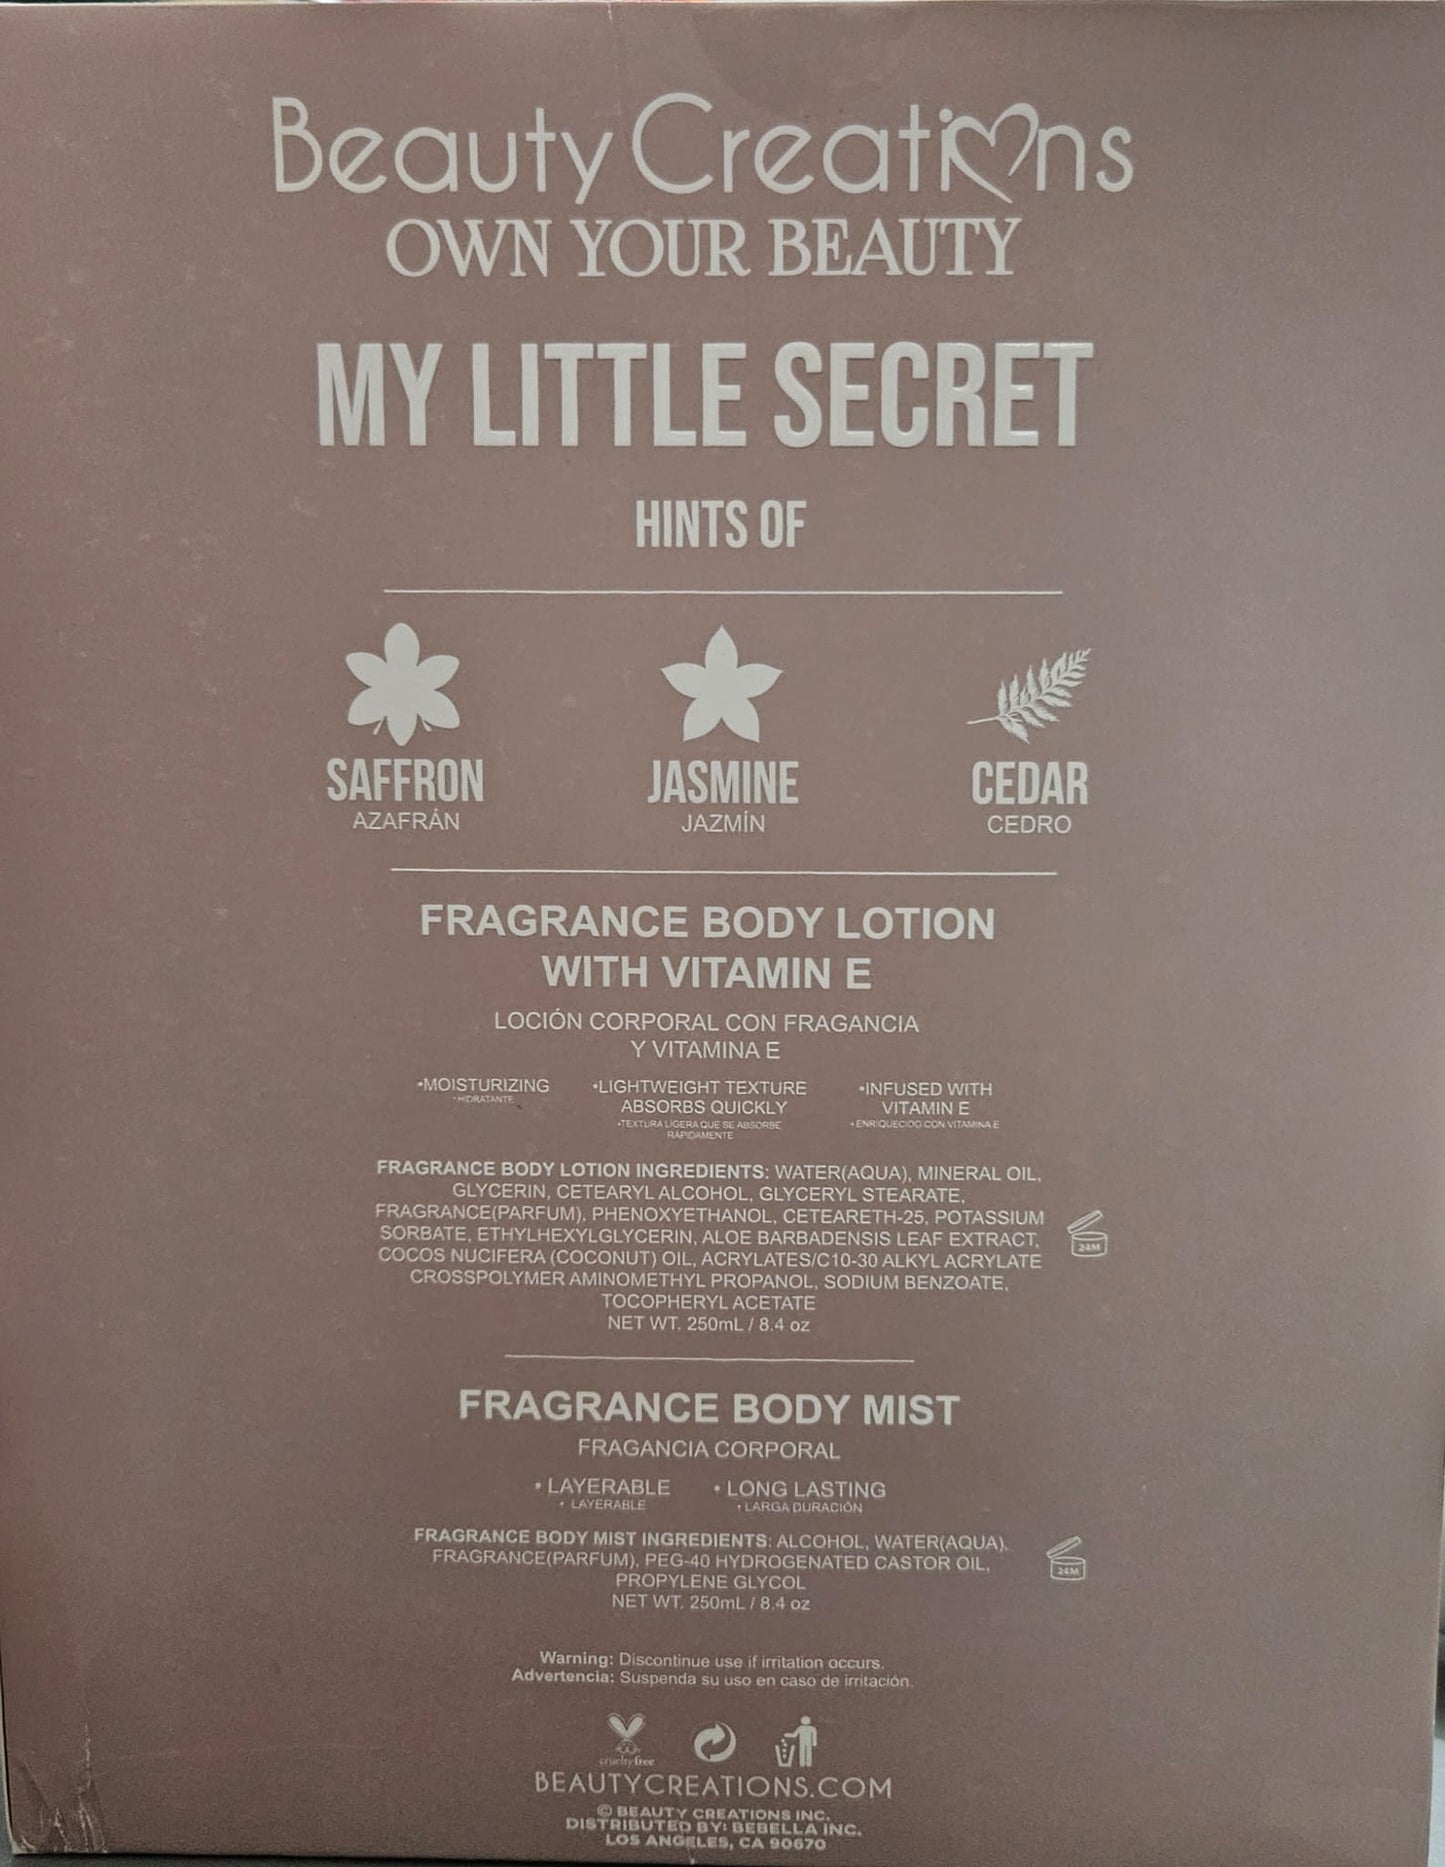 Beauty Creations
OWN YOUR BEAUTY
MY LITTLE SECRET
HINTS OF
SAFFRON
AZAFRÁN
JASMINE
JAZMÍN
CEDAR
CEDRO
FRAGRANCE BODY LOTION
WITH VITAMIN E
LOCIÓN CORPORAL CON FRAGANCIA
Y VITAMINA E
•MOISTURIZING
•HIDRATANTE
•LIGHTWEIGHT TEXTURE
ABSORBS QUICKLY
•TEXTURA LIGERA QUE SE ABSORBE
RÁPIDAMENTE
•INFUSED WITH
VITAMIN E
• ENRIQUECIDO CON VITAMINA E
FRAGRANCE BODY LOTION INGREDIENTS: WATER(AQUA), MINERAL OIL,
GLYCERIN, CETEARYL ALCOHOL, GLYCERYL STEARATE,
FRAGRANCE(PARFUM), PHENOXYETHANOL, CETEARETH-25, POTASSIUM
SORBATE, ETHYLHEXYLGLYCERIN, ALOE BARBADENSIS LEAF EXTRACT,
COCOS NUCIFERA (COCONUT) OIL, ACRYLATES/C10-30 ALKYL ACRYLATE
CROSSPOLYMER AMINOMETHYL PROPANOL, SODIUM BENZOATE,
TOCOPHERYL ACETATE
NET WT. 250mL / 8.4 oz
24M
FRAGRANCE BODY MIST
FRAGANCIA CORPORAL
• LAYERABLE
• LAYERABLE
• LONG LASTING
• LARGA DURACIÓN
FRAGRANCE BODY MIST INGREDIENTS: ALCOHOL, WATER(AQUA),
FRAGRANCE(PARFUM), PEG-40 HYDROGENATED CASTOR OIL,
PROPYLENE GLYCOL
NET WT. 250mL / 8.4 oz
24M
Warning: Discontinue use if irritation occurs.
Advertencia: Suspenda su uso en caso de irritación.
crueltyfree
BEAUTYCREATIONS.COM
© BEAUTY CREATIONS INC.
DISTRIBUTED BY: BEBELLA INC.
LOS ANGELES, CA 90670